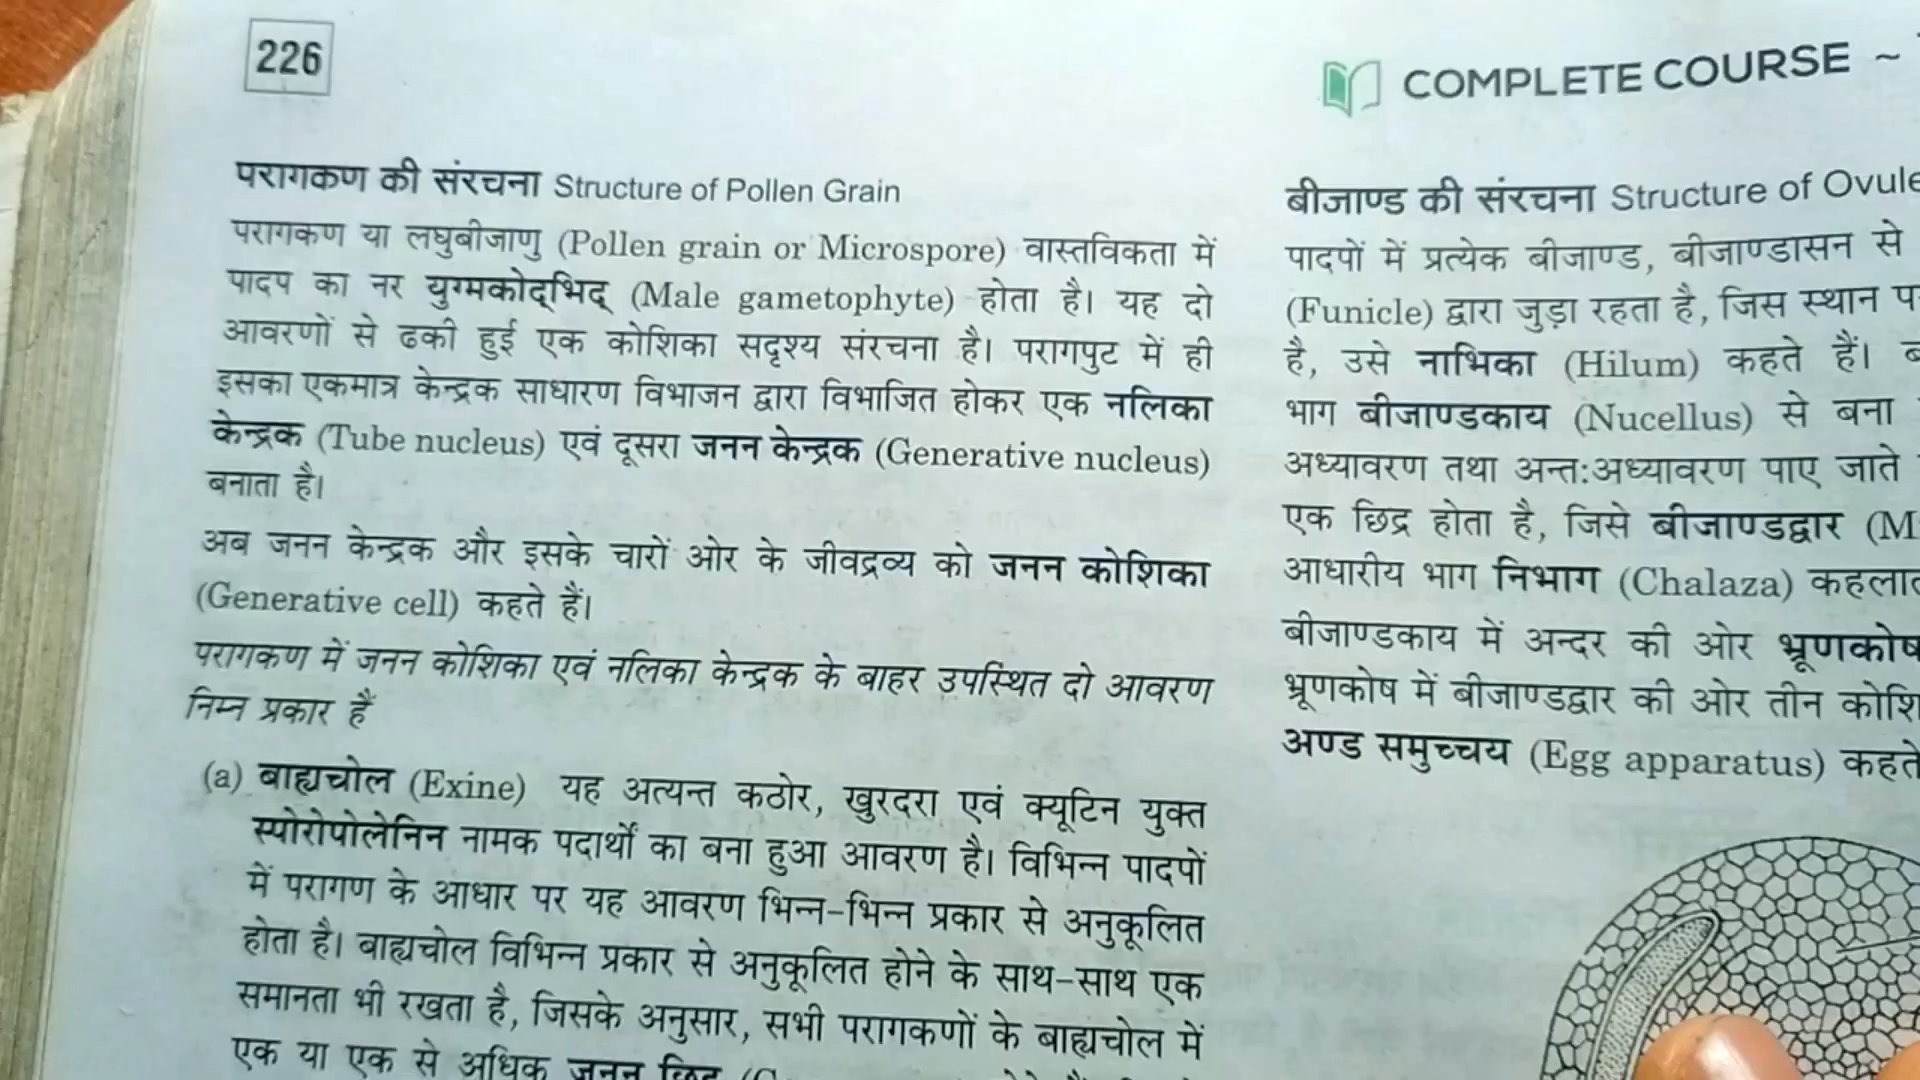 226
COMPLETE COURSE ~
परागकण की संरचना Structure of Pollen Grain
परागकण या लघुबीजाणु (Pollen grain or Microspore) वास्तविकता में
पादप का नर युग्मकोद्भिद् (Male gametophyte) होता है। यह दो
आवरणों से ढकी हुई एक कोशिका सदृश्य संरचना है। परागपुट में ही
इसका एकमात्र केन्द्रक साधारण विभाजन द्वारा विभाजित होकर एक नलिका
केन्द्रक (Tube nucleus) एवं दूसरा जनन केन्द्रक (Generative nucleus)
बनाता है।
अब जनन केन्द्रक और इसके चारों ओर के जीवद्रव्य को जनन कोशिका
(Generative cell) कहते हैं।
परागकण में जनन कोशिका एवं नलिका केन्द्रक के बाहर उपस्थित दो आवरण
निम्न प्रकार हैं
(a) बाह्यचोल (Exine) यह अत्यन्त कठोर, खुरदरा एवं क्यूटिन युक्त
स्पोरोपोलेनिन नामक पदार्थों का बना हुआ आवरण है। विभिन्न पादपों
में परागण के आधार पर यह आवरण भिन्न-भिन्न प्रकार से अनुकूलित
होता है। बाह्यचोल विभिन्न प्रकार से अनुकूलित होने के साथ-साथ एक
समानता भी रखता है, जिसके अनुसार, सभी परागकणों के बाह्यचोल में
एक या एक से अधिक जनन छिद्र
बीजाण्ड की संरचना Structure of Ovule
पादपों में प्रत्येक बीजाण्ड, बीजाण्डासन से
(Funicle) द्वारा जुड़ा रहता है, जिस स्थान
है, उसे नाभिका (Hilum) कहते हैं।
भाग बीजाण्डकाय (Nucellus) से बना
अध्यावरण तथा अन्त:अध्यावरण पाए जाते
एक छिद्र होता है, जिसे बीजाण्डद्वार (M
आधारीय भाग निभाग (Chalaza)
बीजाण्डकाय में अन्दर की ओर भ्रूणकोष
भ्रूणकोष में बीजाण्डद्वार की ओर तीन
अण्ड समुच्चय (Egg apparatus) कहते